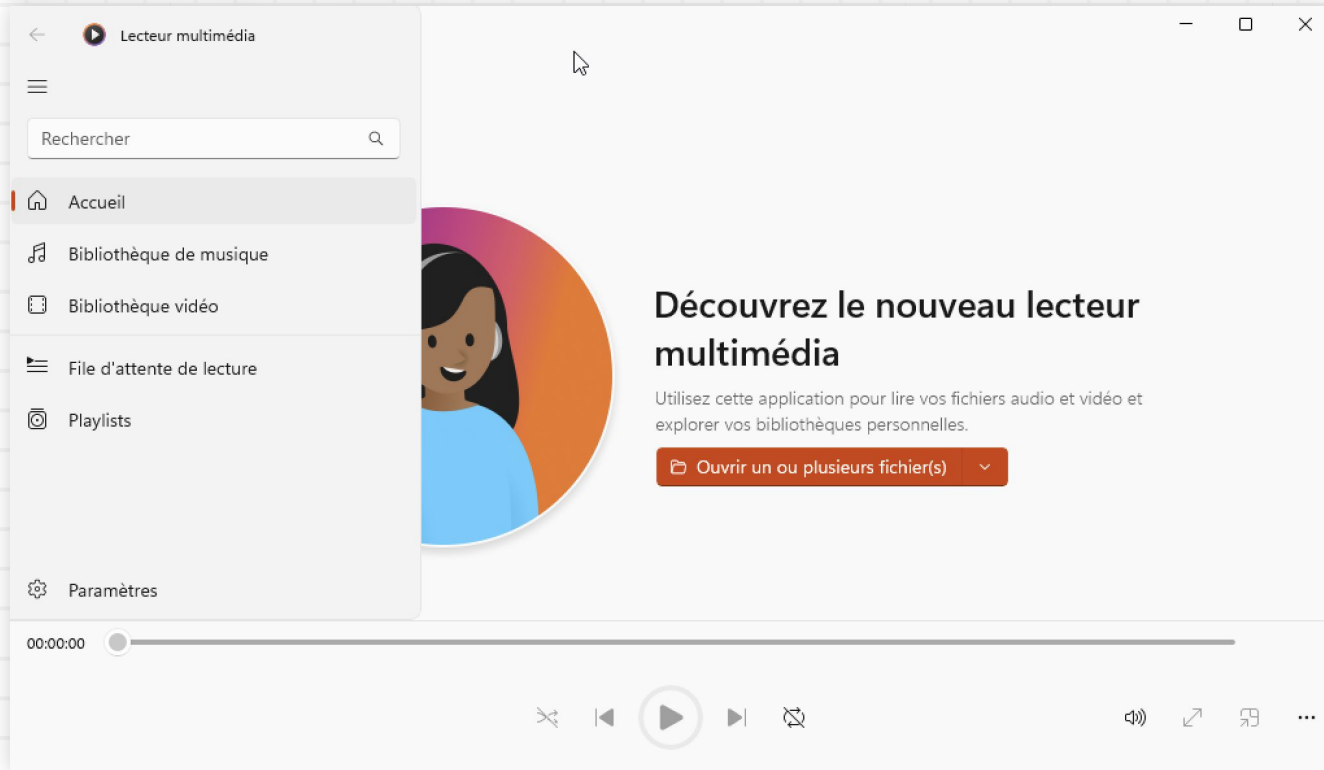 Lecteur multimédia
Rechercher
Accueil
Bibliothèque de musique
Bibliothèque vidéo
File d'attente de lecture
Playlists
Paramètres
Découvrez le nouveau lecteur
multimédia
Utilisez cette application pour lire vos fichiers audio et vidéo et
explorer vos bibliothèques personnelles.
Ouvrir un ou plusieurs fichier(s)
00:00:00